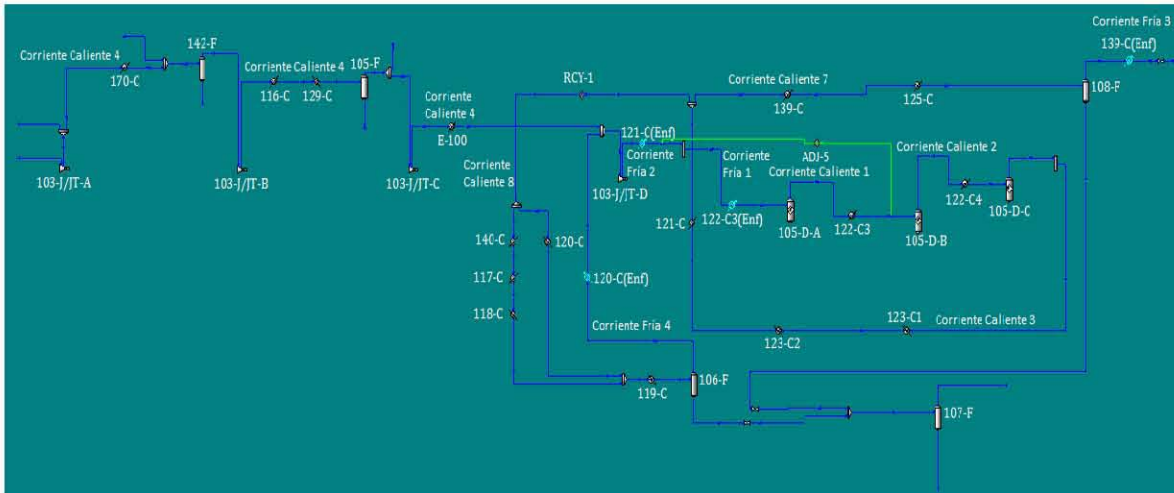 Corriente Fría 3
139-C(Enf)
142-F
Corriente Caliente 4
170-C
105-F
Corriente Caliente 4
116-C
129-C
RCY-1
Corriente Caliente 7
139-C
125-C
108-F
Corriente
Caliente 4
E-100
121-C(Enf)
Corriente
Fría 2
ADJ-5
Corriente
Fría 1
Corriente Caliente 2
Corriente Caliente 1
103-J/JT-A
103-J/JT-B
103-J//JT-C
103-J/JT-D
Corriente
Caliente 8
122-C3(Enf)
105-D-A
122-C3
105-D-B
122-C4
105-D-C
121-C
140-C
120-C
117-C
120-C(Enf)
118-C
Corriente Fría 4
123-C2
123-C1
Corriente Caliente 3
119-C
106-F
107-F